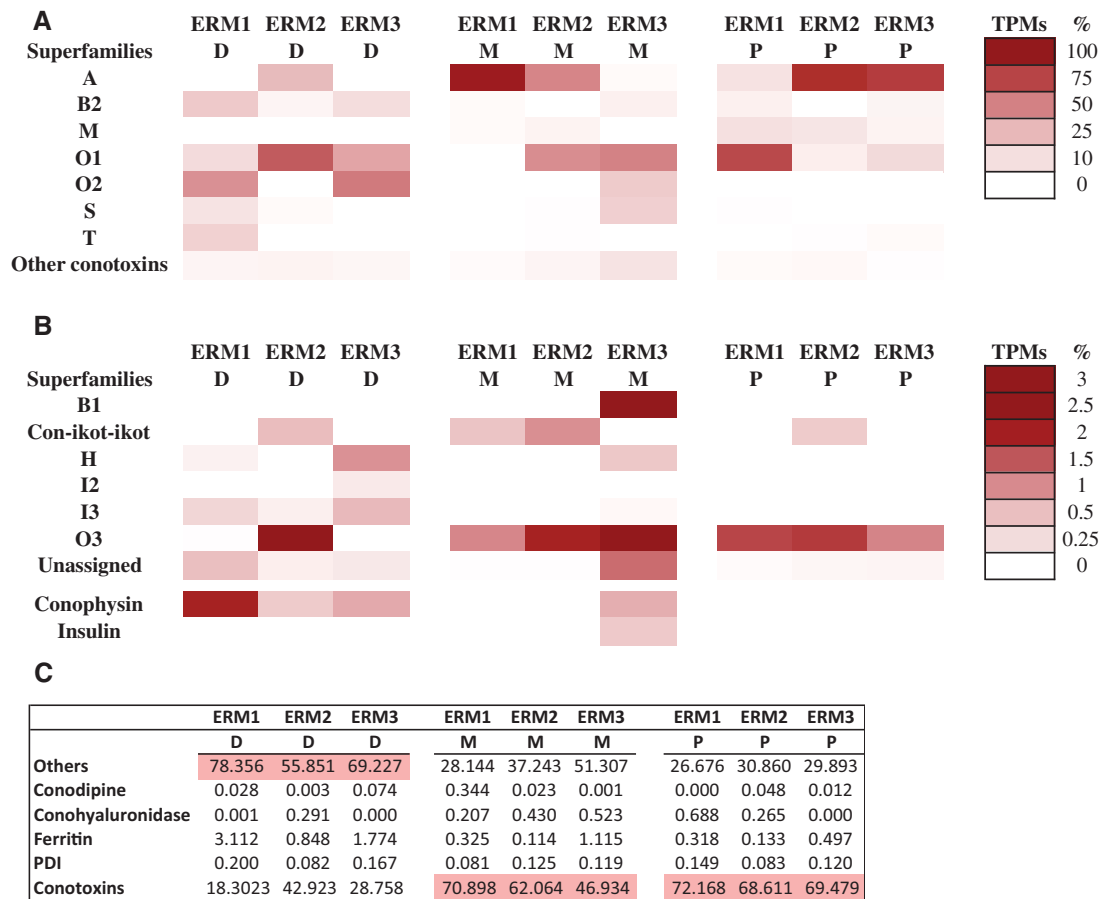 A
ERM1 ERM2 ERM3 ERM1 ERM2 ERM3 ERM1 ERM2 ERM3 TPMs %
Superfamilies D D D M M M P P P 100
A 75
B2 50
M 25
O1 10
O2 0
S
T
Other conotoxins
B
ERM1 ERM2 ERM3 ERM1 ERM2 ERM3 ERM1 ERM2 ERM3 TPMs %
Superfamilies D D D M M M P P P 3
B1 2.5
Con-ikot-ikot 2
H 1.5
I2 1
I3 0.5
O3 0.25
Unassigned 0
Conophysin
Insulin
C
ERM1 ERM2 ERM3 ERM1 ERM2 ERM3 ERM1 ERM2 ERM3
D D D M M M P P P
Others 78.356 55.851 69.227 28.144 37.243 51.307 26.676 30.860 29.893
Conodipine 0.028 0.003 0.074 0.344 0.023 0.001 0.000 0.048 0.012
Conohyaluronidase 0.001 0.291 0.000 0.207 0.430 0.523 0.688 0.265 0.000
Ferritin 3.112 0.848 1.774 0.325 0.114 1.115 0.318 0.133 0.497
PDI 0.200 0.082 0.167 0.081 0.125 0.119 0.149 0.083 0.120
Conotoxins 18.3023 42.923 28.758 70.898 62.064 46.934 72.168 68.611 69.479